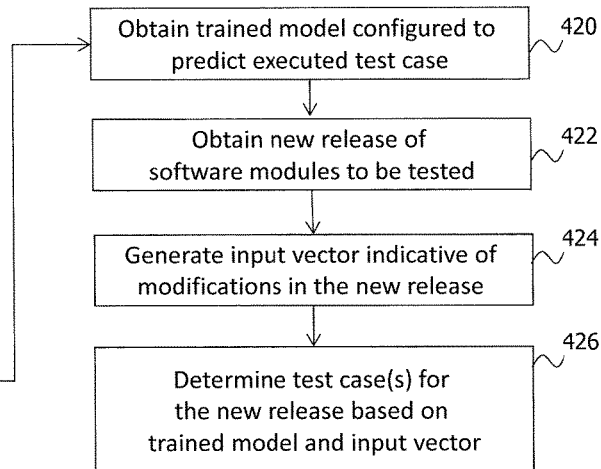 Obtain trained model configured to
predict executed test case
420
Obtain new release of
software modules to be tested
422
Generate input vector indicative of
modifications in the new release
424
Determine test case(s) for
the new release based on
trained model and input vector
426